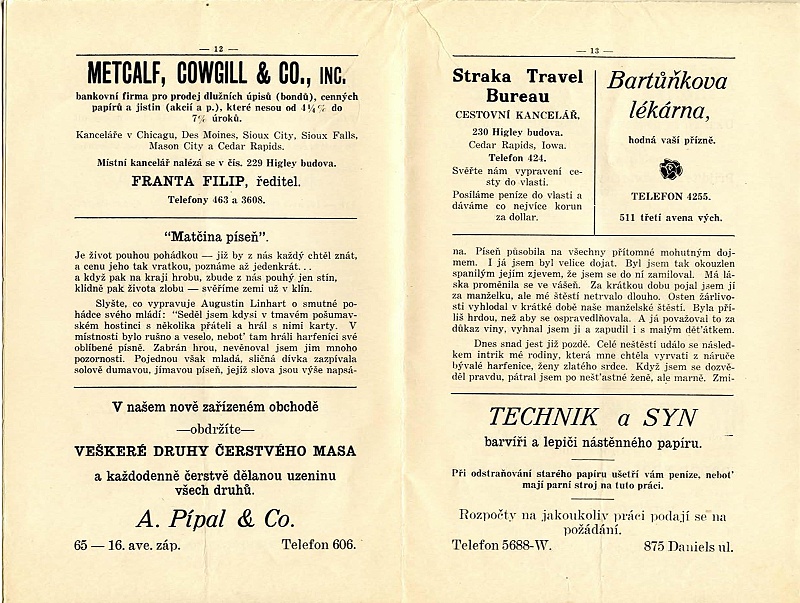 — 12 —
METCALF, COWGILL & CO., INC.
bankovní firma pro prodej dlužních úpisů (bondů), cenných
papírů a jistin (akcií a p.), které nesou od 4¼% do
7% úroků.
Kanceláře v Chicagu, Des Moines, Sioux City, Sioux Falls,
Mason City a Cedar Rapids.
Místní kancelář nalézá se v čís. 229 Higley budova.
FRANTA FILIP, ředitel.
Telefony 463 a 3608.
“Matčina píseň”.
Je život pouhou pohádkou — již by z nás každý chtěl znát,
a cenu jeho tak vratkou, poznáme až jedenkrát...
a když pak na kraji hrobu, zbude z nás pouhý jen stín,
klidně pak života zlobu — svěříme zemi už v klín.
Slyšte, co vypravuje Augustin Linhart o smutné po-
hádce svého mládí: “Seděl jsem kdysi v tmavém pošumav-
ském hostinci s několika přáteli a hrál s nimi karty. V
místnosti bylo rušno a veselo, neboť tam hráli harfeníci své
oblíbené písně. Zabrán hrou, nevěnoval jsem jim mnoho
pozornosti. Pojednou však mladá, sličná dívka zazpívala
solově dumavou, jímavou píseň, jejíž slova jsou výše napsá-
V našem nově zařízeném obchodě
—obdržíte—
VEŠKERÉ DRUHY ČERSTVÉHO MASA
a každodenně čerstvě dělanou uzeninu
všech druhů.
A. Pípal & Co.
65 — 16. ave. záp. Telefon 606.
— 13 —
Straka Travel
Bureau
CESTOVNÍ KANCELÁŘ,
230 Higley budova.
Cedar Rapids, Iowa.
Telefon 424.
Svěřte nám vypravení ce-
sty do vlasti.
Posíláme peníze do vlasti a
dáváme co nejvíce korun
za dollar.
Bartůňkova
lékárna,
hodná vaší přízně.
TELEFON 4255.
511 třetí avena vých.
na. Píseň působila na všechny přítomné mohutným doj-
mem. I já jsem byl velice dojat. Byl jsem tak okouzlen
spanilým jejím zjevem, že jsem se do ní zamiloval. Má lá-
ska proměnila se ve vášeň. Za krátkou dobu pojal jsem ji
za manželku, ale mé štěstí netrvalo dlouho. Osten žárlivo-
sti vyhlodal v krátké době naše manželské štěstí. Byla pří-
liš hrdou, než aby se ospravedlňovala. A já považoval to za
důkaz viny, vyhnal jsem ji a zapudil i s malým dět'átkem.
Dnes snad jest již pozdě. Celé neštěstí událo se násled-
kem intrik mé rodiny, která mne chtěla vyrvati z náruče
bývalé harfenice, ženy zlatého srdce. Když jsem se dozvě-
děl pravdu, pátral jsem po nešt'astné ženě, ale marně. Zmi-
TECHNIK a SYN
barvíři a lepiči nástěnného papíru.
Při odstraňování starého papíru ušetří vám peníze, nebot'
mají parní stroj na tuto práci.
Rozpočty na jakoukoliv práci podají se na
požádání.
Telefon 5688-W. 875 Daniels ul.